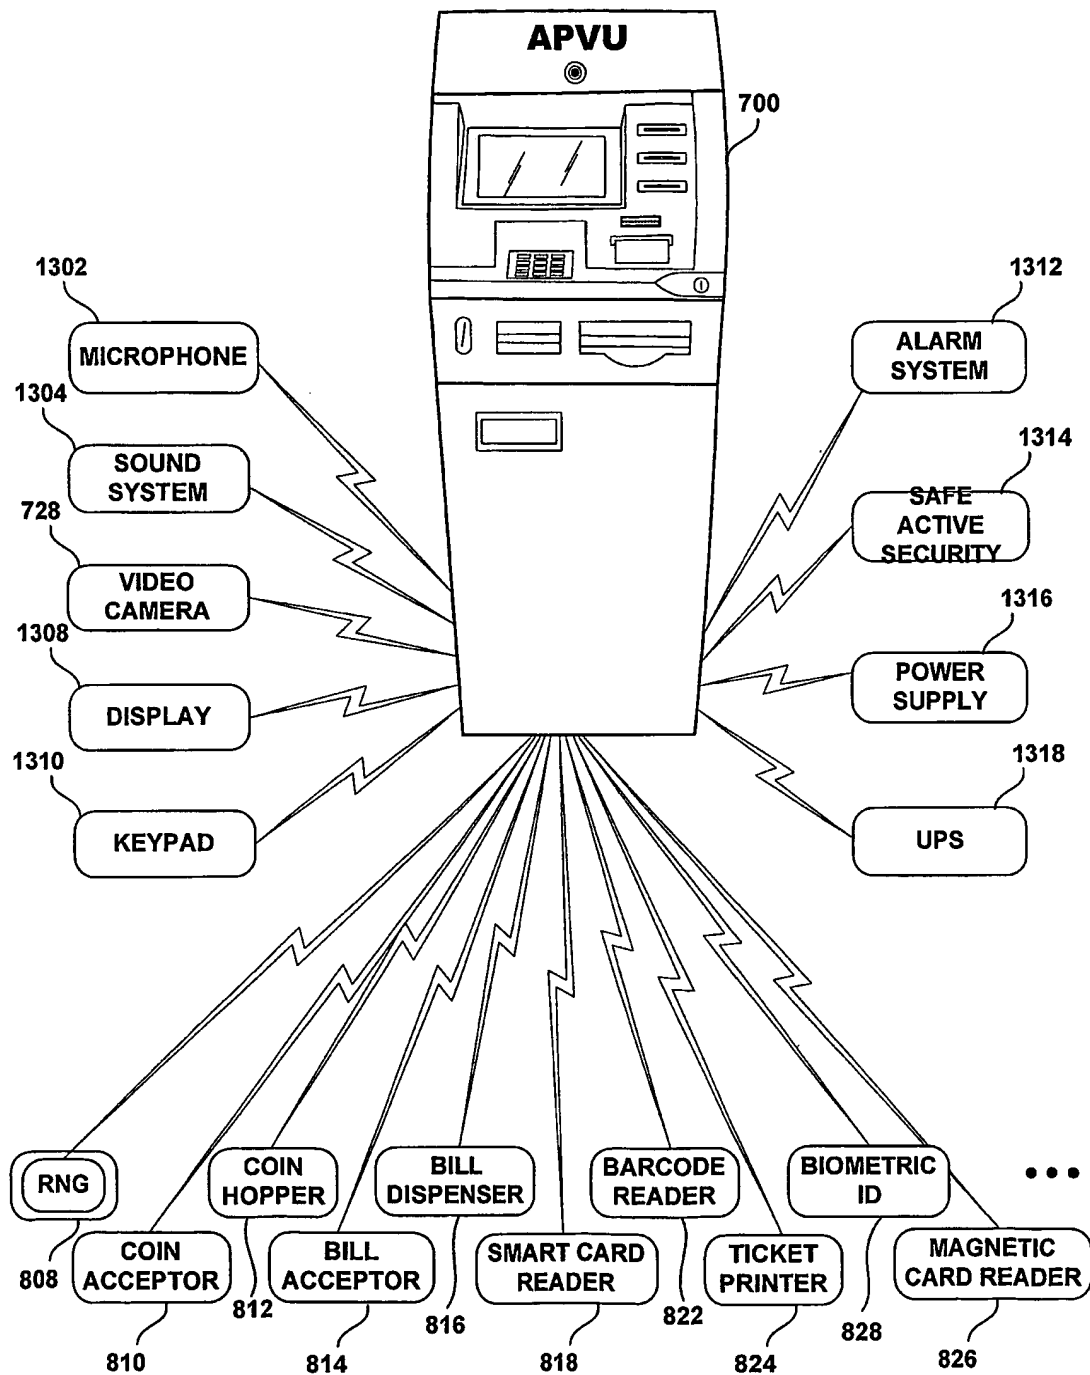 APVU
700
1302
MICROPHONE
1304
SOUND
SYSTEM
728
VIDEO
CAMERA
1308
DISPLAY
1310
KEYPAD
1312
ALARM
SYSTEM
1314
SAFE
ACTIVE
SECURITY
1316
POWER
SUPPLY
1318
UPS
RNG
808
COIN
ACCEPTOR
810
COIN
HOPPER
812
BILL
ACCEPTOR
814
BILL
DISPENSER
816
SMART CARD
READER
818
BARCODE
READER
822
TICKET
PRINTER
824
BIOMETRIC
ID
828
MAGNETIC
CARD READER
826
•••